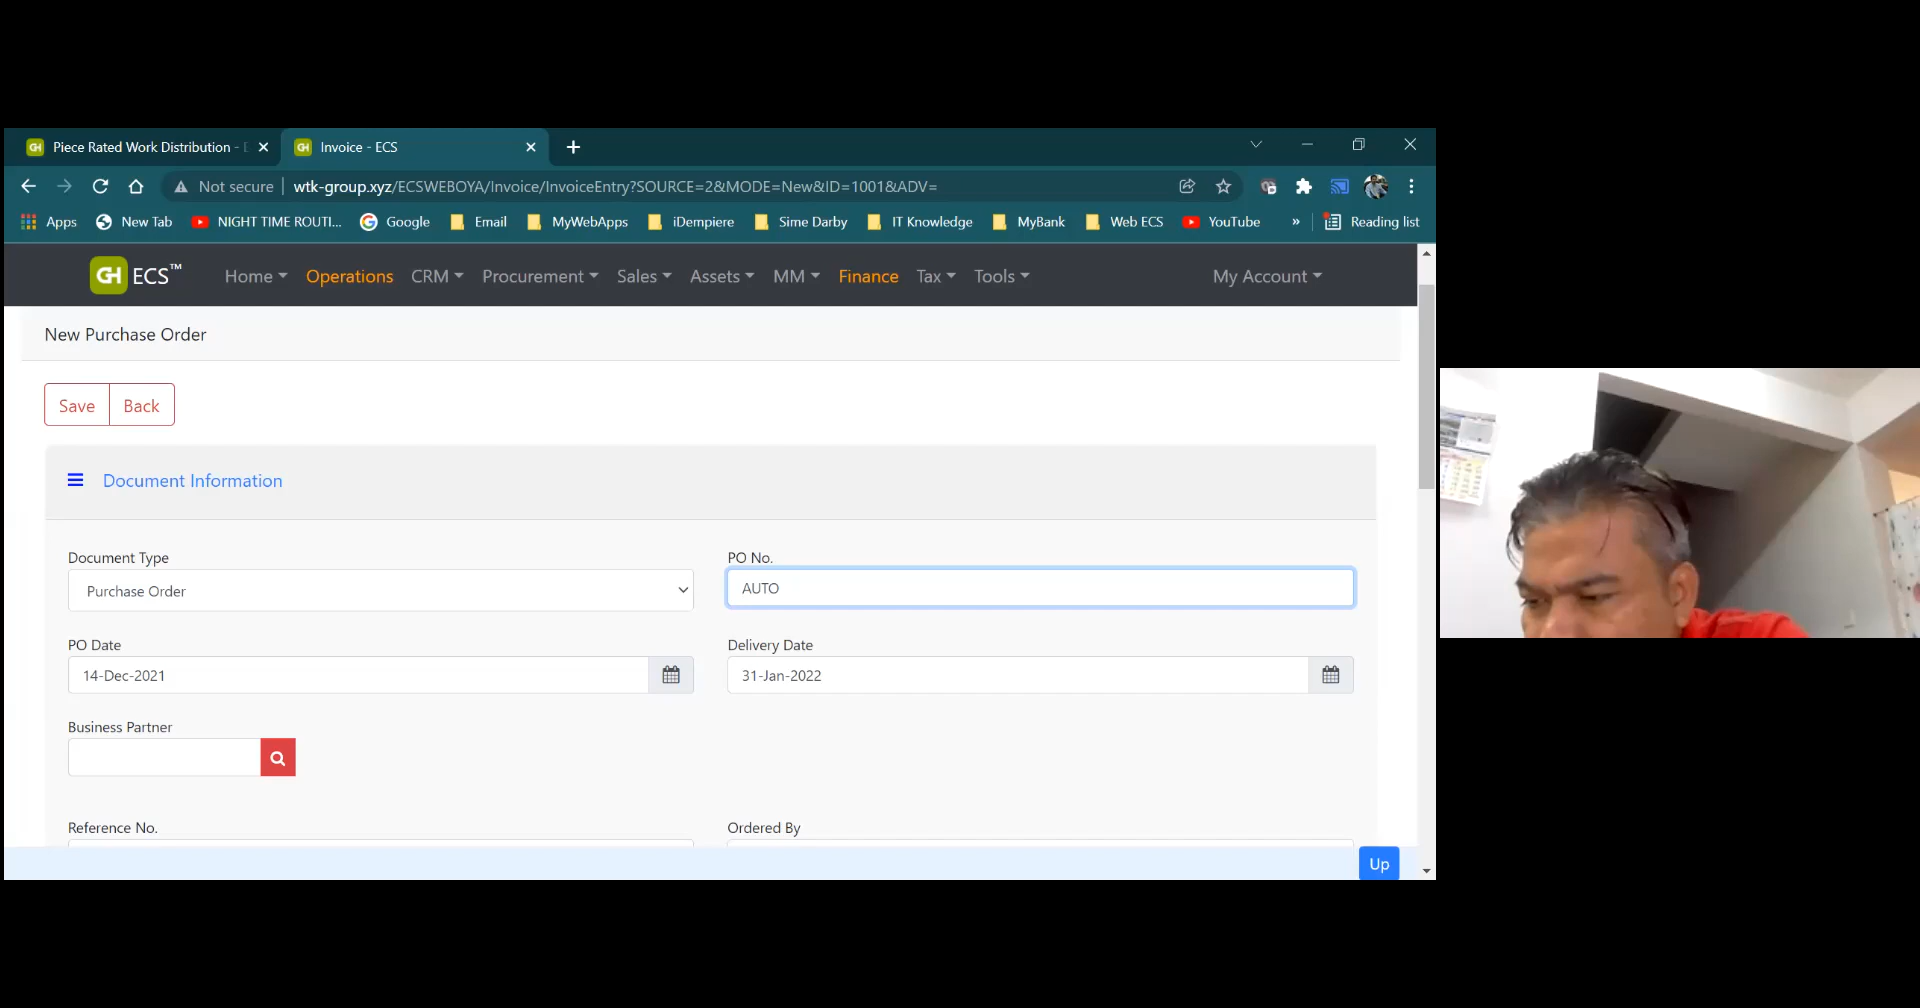 Piece Rated Work Distribution - E
Invoice - ECS
Not secure wtk-group.xyz/ECSWEBOYA/Invoice/InvoiceEntry?SOURCE=2&MODE=New&ID=1001&ADV=
Apps New Tab NIGHT TIME ROUTI... Google Email MyWebApps iDempiere Sime Darby IT Knowledge MyBank Web ECS YouTube » Reading list
GH ECS™ Home Operations CRM Procurement Sales Assets MM Finance Tax Tools My Account
New Purchase Order
Save Back
Document Information
Document Type PO No.
Purchase Order AUTO
PO Date Delivery Date
14-Dec-2021 31-Jan-2022
Business Partner
Reference No. Ordered By
Up